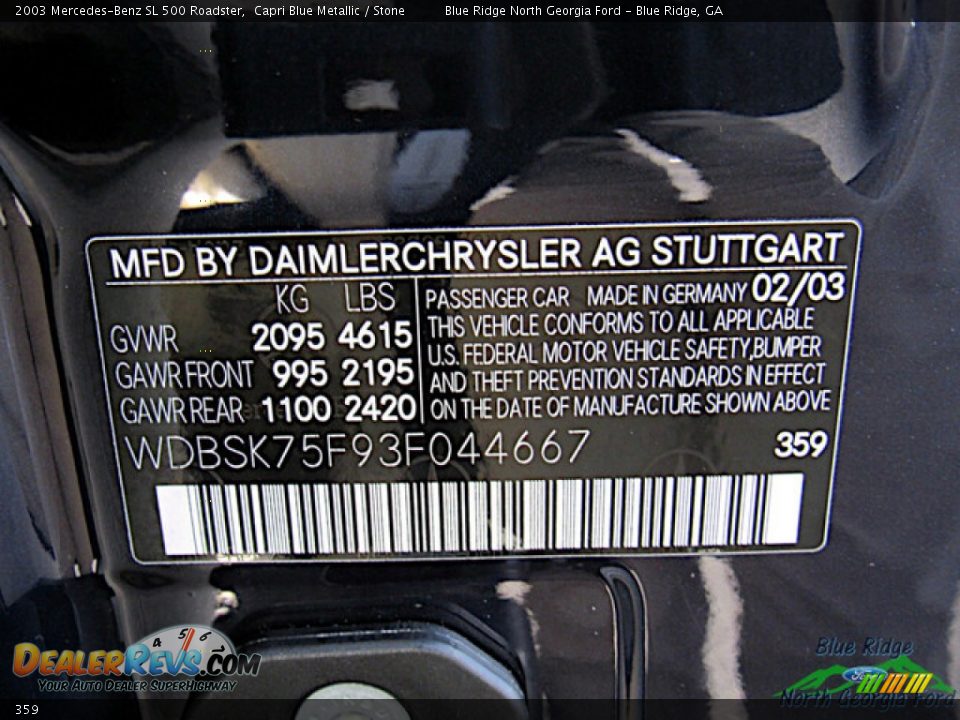 2003 Mercedes-Benz SL 500 Roadster, Capri Blue Metallic / Stone Blue Ridge North Georgia Ford - Blue Ridge, GA
MFD BY DAIMLERCHRYSLER AG STUTTGART
KG LBS
GVWR 2095 4615
GAWR FRONT 995 2195
GAWR REAR 1100 2420
PASSENGER CAR MADE IN GERMANY 02/03
THIS VEHICLE CONFORMS TO ALL APPLICABLE
U.S. FEDERAL MOTOR VEHICLE SAFETY,BUMPER
AND THEFT PREVENTION STANDARDS IN EFFECT
ON THE DATE OF MANUFACTURE SHOWN ABOVE
WDBSK75F93F044667 359
4 5 6
DEALERREVS.COM
YOUR AUTO DEALER SUPERHIGHWAY
Blue Ridge
Ford
North Georgia Ford
359